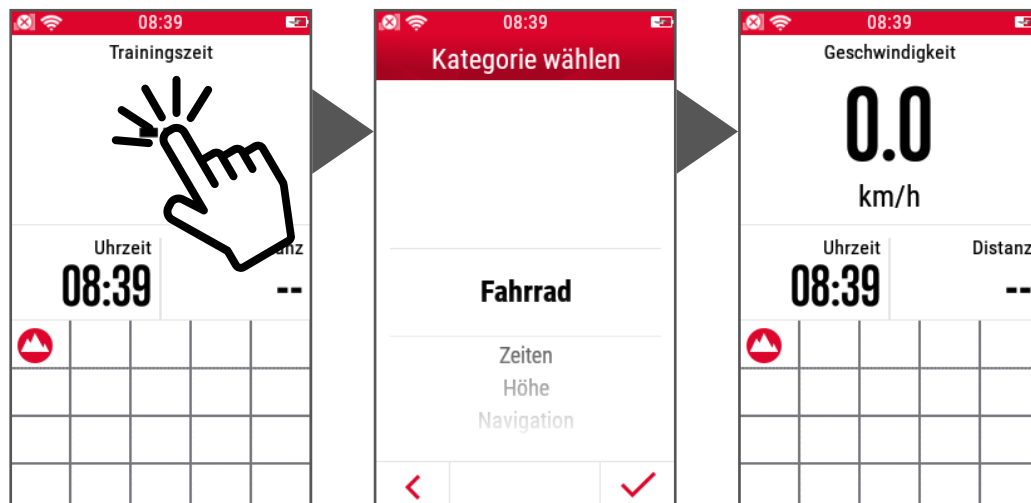 08:39
Trainingszeit
Uhrzeit
08:39
--
08:39
Kategorie wählen
Fahrrad
Zeiten
Höhe
Navigation
08:39
Geschwindigkeit
0.0
km/h
Uhrzeit Distanz
08:39 --